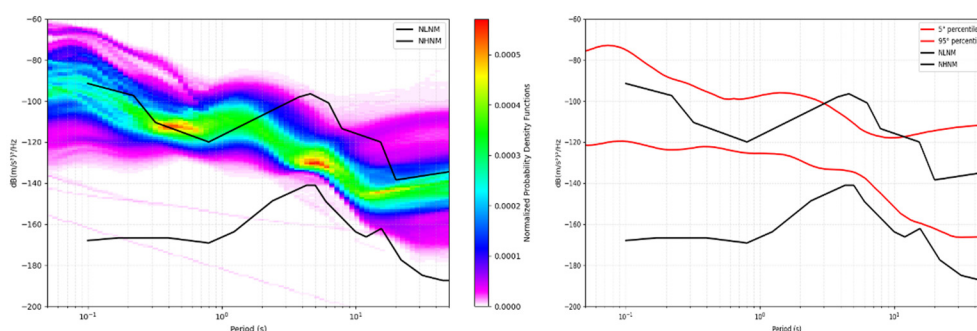 −60
−80
−100
−120
−140
−160
−180
−200
dB(m/s²)²/Hz
10⁻¹
10⁰
10¹
Period (s)
NLNM
NHNM
0.0005
0.0004
0.0003
0.0002
0.0001
0.0000
Normalized Probability Density Functions
−60
−80
−100
−120
−140
−160
−180
−200
dB(m/s²)²/Hz
10⁻¹
10⁰
10¹
Period (s)
5° percentile
95° percentile
NLNM
NHNM